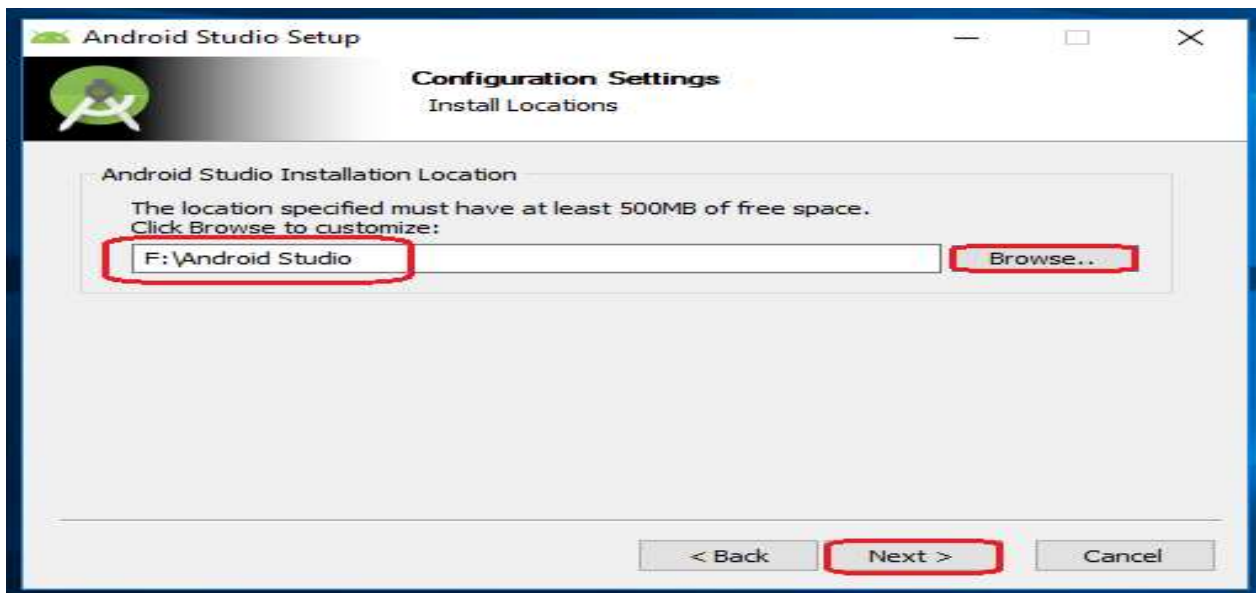 Android Studio Setup
Configuration Settings
Install Locations
Android Studio Installation Location
The location specified must have at least 500MB of free space.
Click Browse to customize:
F:\Android Studio
Browse..
< Back
Next >
Cancel